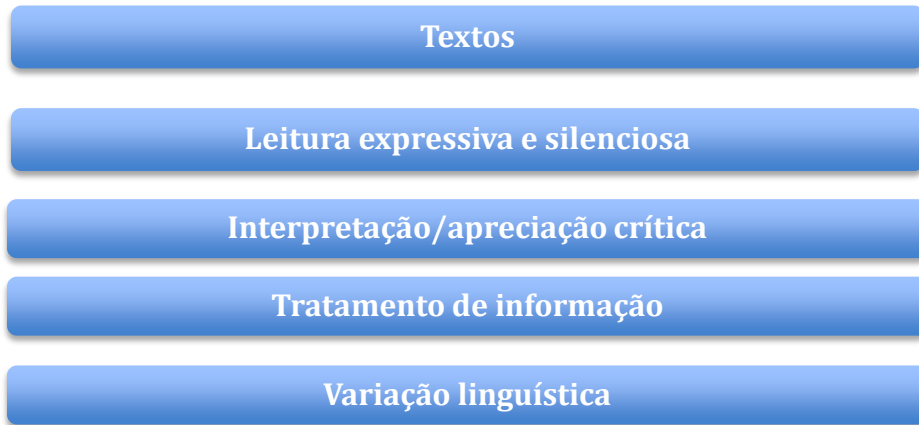 Textos
Leitura expressiva e silenciosa
Interpretação/apreciação crítica
Tratamento de informação
Variação linguística